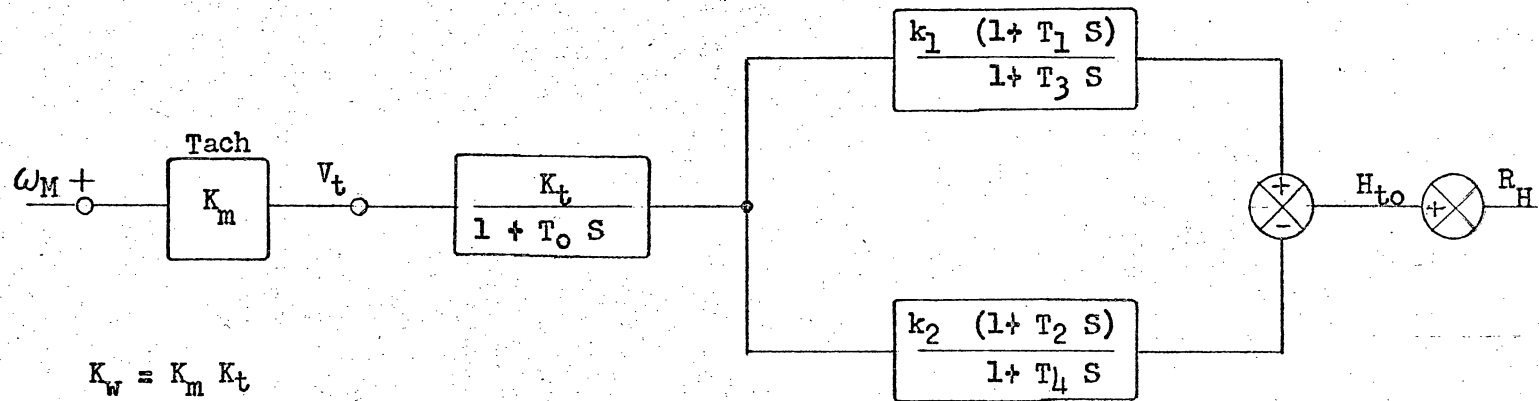 k₁ (1+ T₁ S)
1+ T₃ S
Tach
ωM +
Km
Vt
Kt
1 + To S
+
-
Hto
+
RH
k₂ (1+ T₂ S)
1+ T₄ S
Kw = Km Kt